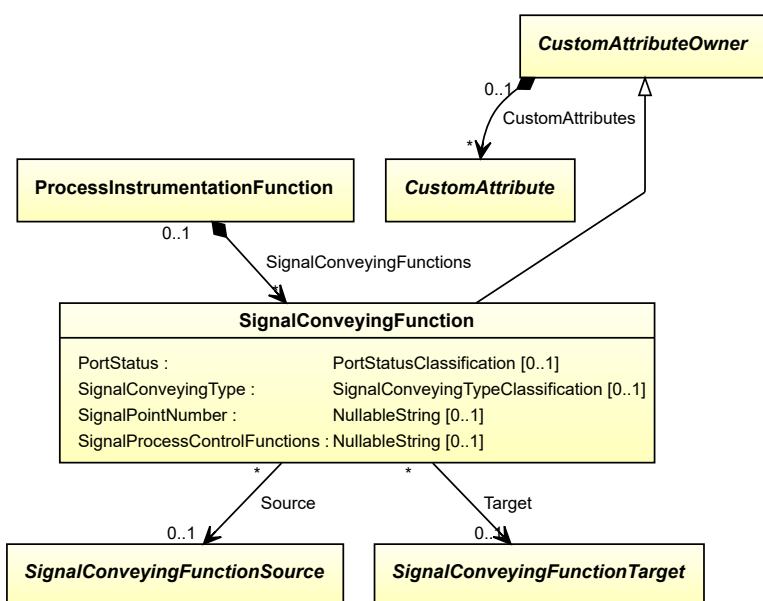 CustomAttributeOwner
0..1
CustomAttributes
*
ProcessInstrumentationFunction
CustomAttribute
0..1
SignalConveyingFunctions
*
SignalConveyingFunction
PortStatus : PortStatusClassification [0..1]
SignalConveyingType : SignalConveyingTypeClassification [0..1]
SignalPointNumber : NullableString [0..1]
SignalProcessControlFunctions : NullableString [0..1]
* *
Source Target
0..1 0..1
SignalConveyingFunctionSource SignalConveyingFunctionTarget